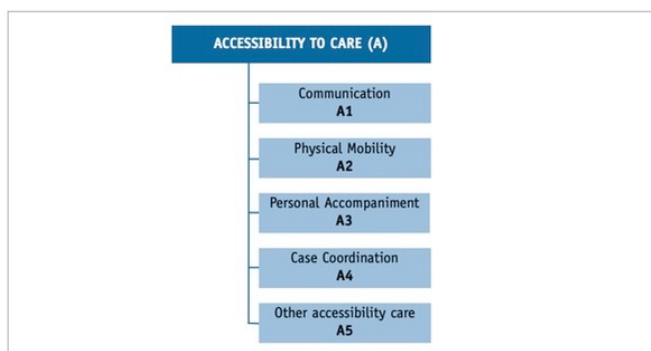 ACCESSIBILITY TO CARE (A)
Communication
A1
Physical Mobility
A2
Personal Accompaniment
A3
Case Coordination
A4
Other accessibility care
A5